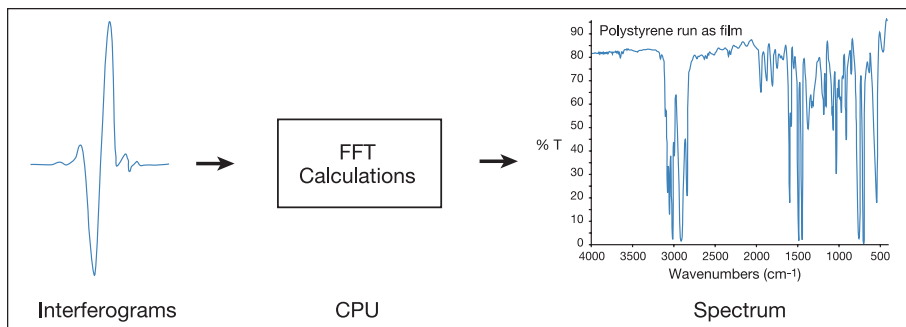 Polystyrene run as film
90
80
70
60
50
40
30
20
10
0
% T
4000 3500 3000 2500 2000 1500 1000 500
Wavenumbers (cm⁻¹)
FFT
Calculations
Interferograms CPU Spectrum